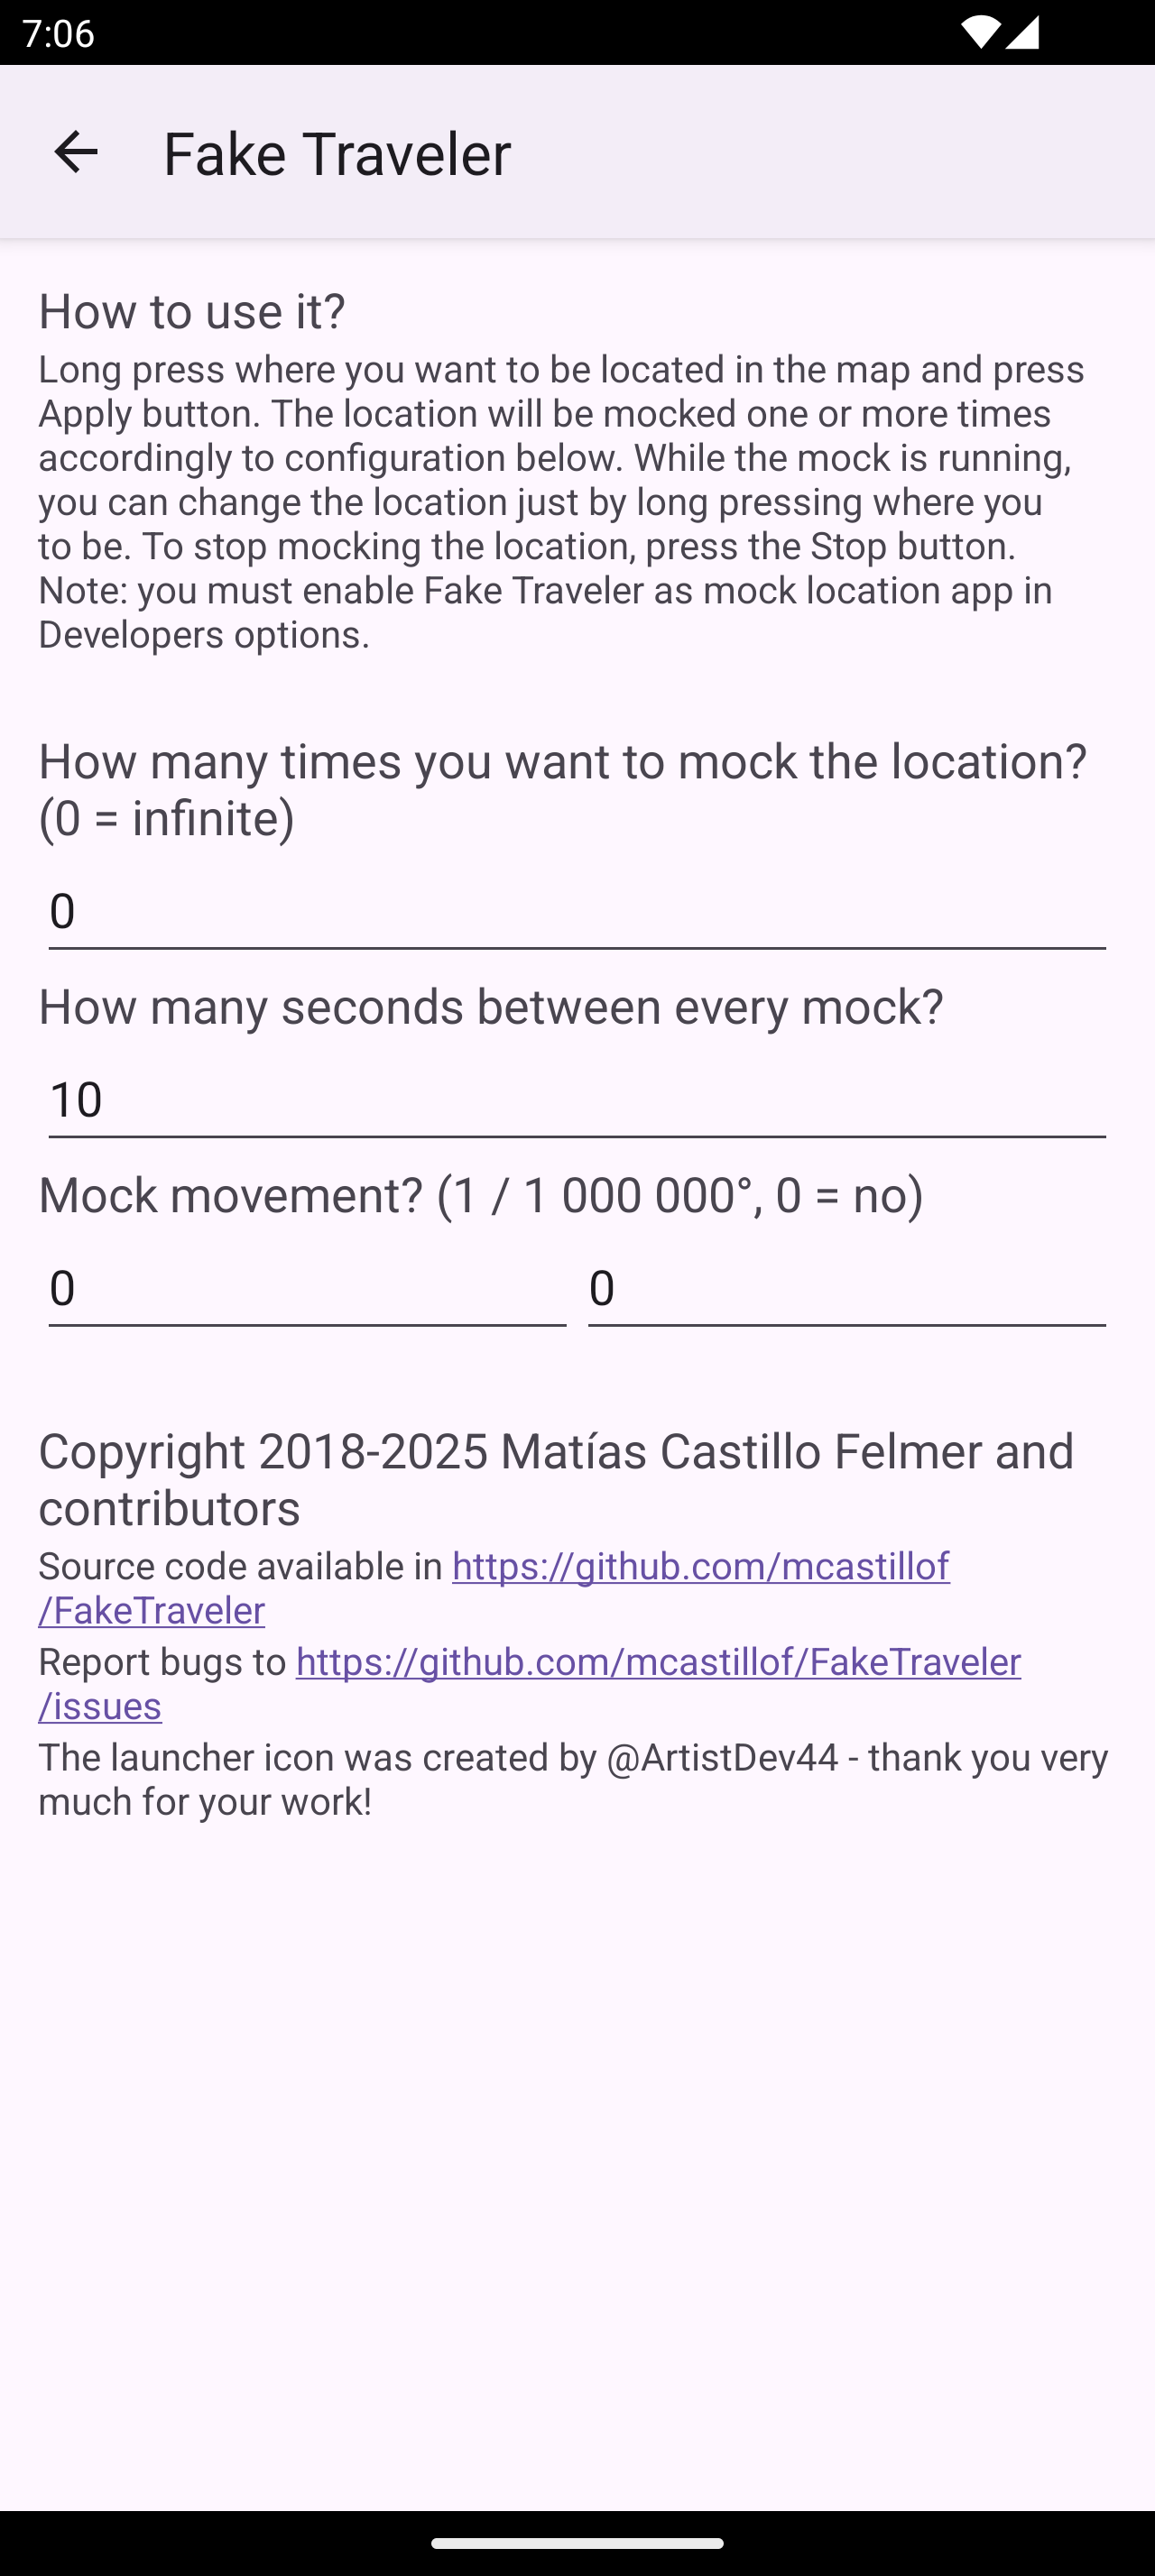 7:06
Fake Traveler
How to use it?
Long press where you want to be located in the map and press
Apply button. The location will be mocked one or more times
accordingly to configuration below. While the mock is running,
you can change the location just by long pressing where you
to be. To stop mocking the location, press the Stop button.
Note: you must enable Fake Traveler as mock location app in
Developers options.
How many times you want to mock the location?
(0 = infinite)
0
How many seconds between every mock?
10
Mock movement? (1 / 1 000 000°, 0 = no)
0 0
Copyright 2018-2025 Matías Castillo Felmer and
contributors
Source code available in https://github.com/mcastillof
/FakeTraveler
Report bugs to https://github.com/mcastillof/FakeTraveler
/issues
The launcher icon was created by @ArtistDev44 - thank you very
much for your work!